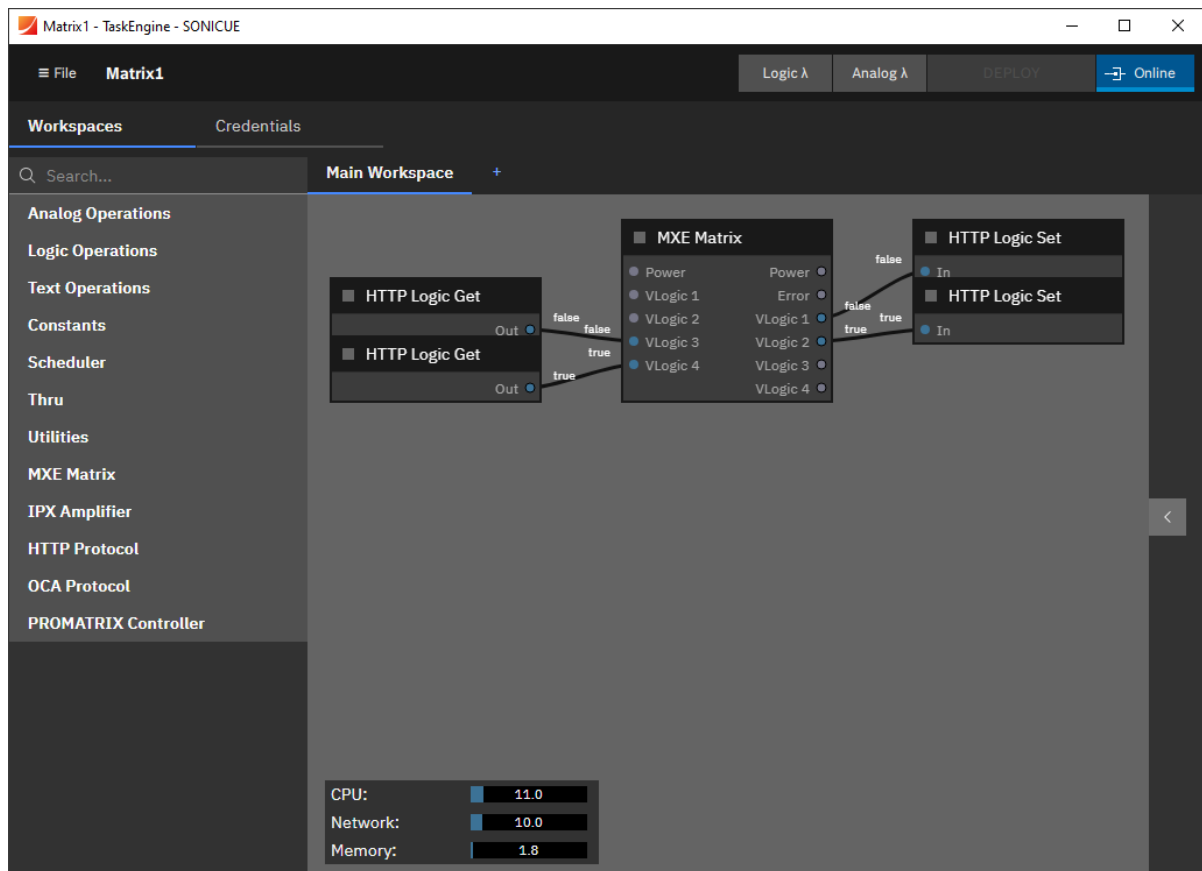 Matrix1 - TaskEngine - SONICUE
≡ File Matrix1 Logic λ Analog λ DEPLOY Online
Workspaces Credentials
Search...
Main Workspace +
Analog Operations
Logic Operations
Text Operations
Constants
Scheduler
Thru
Utilities
MXE Matrix
IPX Amplifier
HTTP Protocol
OCA Protocol
PROMATRIX Controller
HTTP Logic Get
Out
false
false
HTTP Logic Get
Out
true
true
MXE Matrix
Power Power
VLogic 1 Error
VLogic 2 VLogic 1
VLogic 3 VLogic 2
VLogic 4 VLogic 3
VLogic 4
false
false
true
true
HTTP Logic Set
In
HTTP Logic Set
In
CPU: 11.0
Network: 10.0
Memory: 1.8